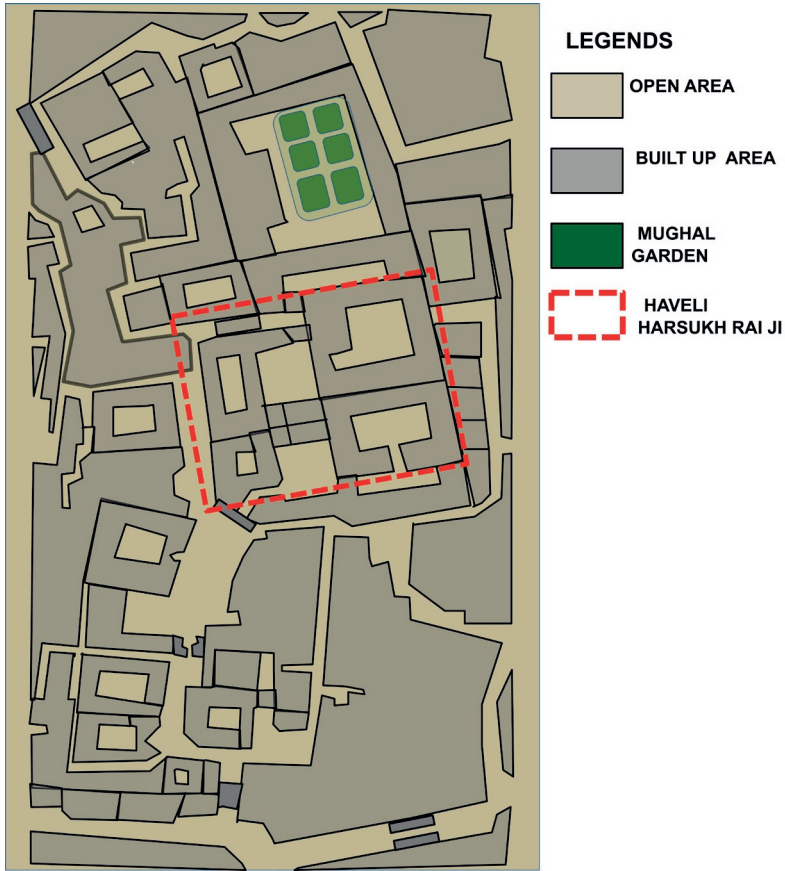 LEGENDS
OPEN AREA
BUILT UP AREA
MUGHAL
GARDEN
HAVELI
HARSUKH RAI JI